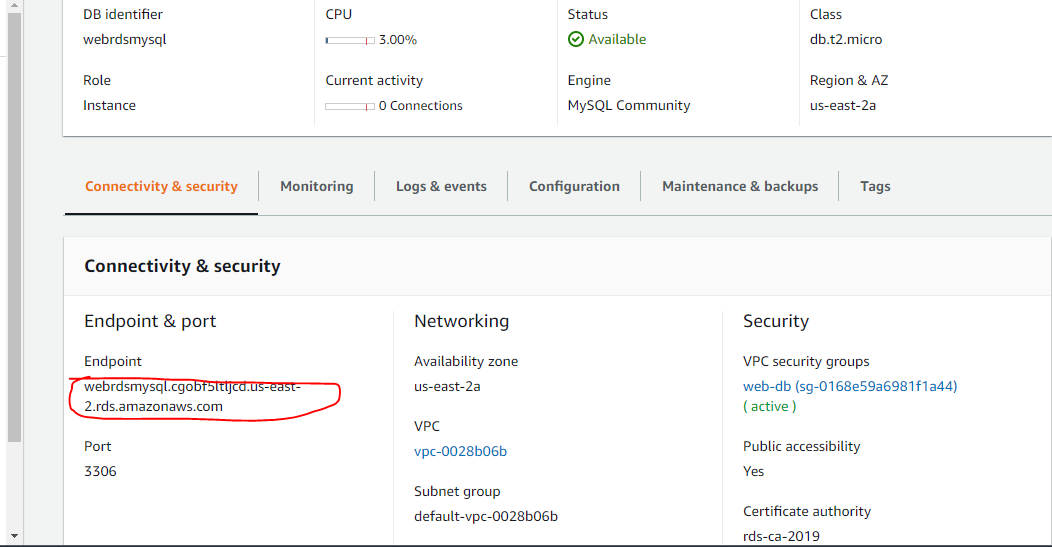 DB identifier
webrdsmysql
CPU
3.00%
Status
Available
Class
db.t2.micro
Role
Instance
Current activity
0 Connections
Engine
MySQL Community
Region & AZ
us-east-2a
Connectivity & security
Monitoring
Logs & events
Configuration
Maintenance & backups
Tags
Connectivity & security
Endpoint & port
Endpoint
webrdsmysql.cgobf5ltljcd.us-east-
2.rds.amazonaws.com
Port
3306
Networking
Availability zone
us-east-2a
VPC
vpc-0028b06b
Subnet group
default-vpc-0028b06b
Security
VPC security groups
web-db (sg-0168e59a6981f1a44)
( active )
Public accessibility
Yes
Certificate authority
rds-ca-2019